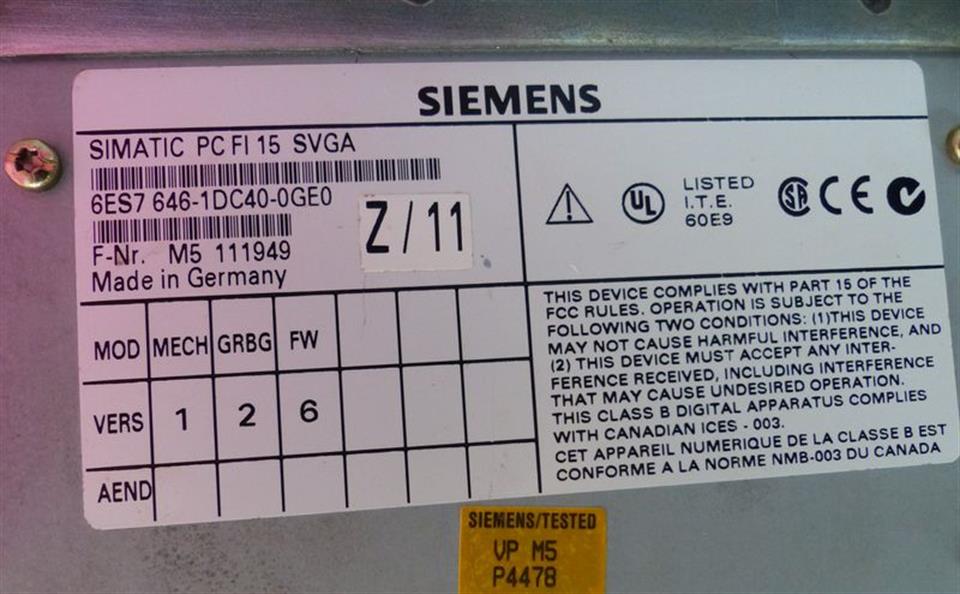 SIEMENS
SIMATIC PC FI 15 SVGA
6ES7 646-1DC40-0GE0
Z/11
F-Nr. M5 111949
Made in Germany
UL
LISTED
I.T.E.
60E9
SA CE
MOD MECH GRBG FW
VERS 1 2 6
AEND
THIS DEVICE COMPLIES WITH PART 15 OF THE
FCC RULES. OPERATION IS SUBJECT TO THE
FOLLOWING TWO CONDITIONS: (1)THIS DEVICE
MAY NOT CAUSE HARMFUL INTERFERENCE, AND
(2) THIS DEVICE MUST ACCEPT ANY INTER-
FERENCE RECEIVED, INCLUDING INTERFERENCE
THAT MAY CAUSE UNDESIRED OPERATION.
THIS CLASS B DIGITAL APPARATUS COMPLIES
WITH CANADIAN ICES - 003.
CET APPAREIL NUMERIQUE DE LA CLASSE B EST
CONFORME A LA NORME NMB-003 DU CANADA
SIEMENS/TESTED
VP M5
P4478